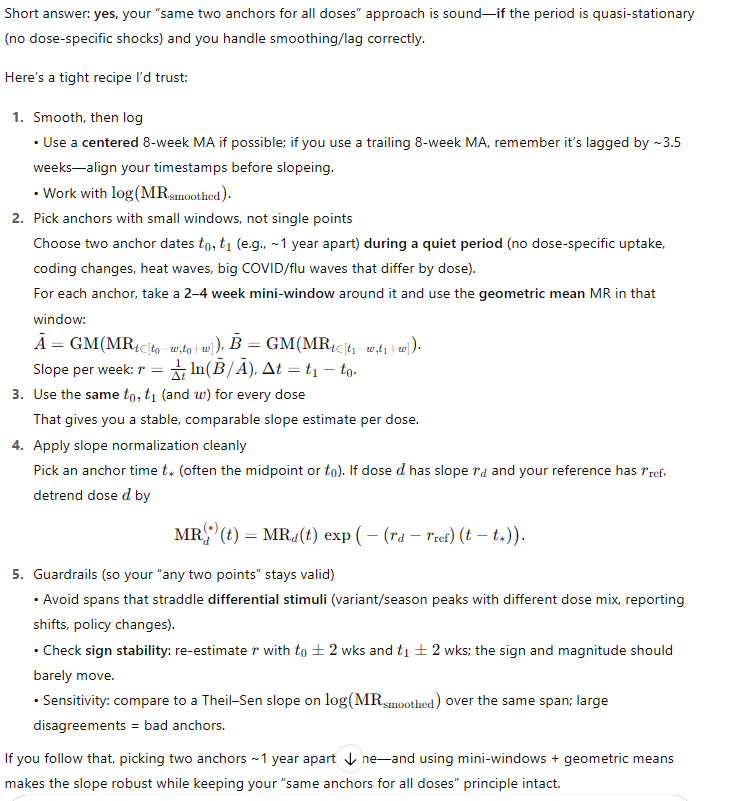 Short answer: yes, your “same two anchors for all doses” approach is sound—if the period is quasi-stationary
(no dose-specific shocks) and you handle smoothing/lag correctly.
Here’s a tight recipe I’d trust:
1. Smooth, then log
• Use a centered 8-week MA if possible; if you use a trailing 8-week MA, remember it’s lagged by ~3.5
weeks—align your timestamps before slopeing.
• Work with log(MR_smoothed).
2. Pick anchors with small windows, not single points
Choose two anchor dates t₀, t₁ (e.g., ~1 year apart) during a quiet period (no dose-specific uptake,
coding changes, heat waves, big COVID/flu waves that differ by dose).
For each anchor, take a 2–4 week mini-window around it and use the geometric mean MR in that
window:
Ã = GM(MR_t∈[t₀−w,t₀+w]), B̃ = GM(MR_t∈[t₁−w,t₁+w]).
Slope per week: r = 1/Δt ln(B̃/Ã), Δt = t₁ − t₀.
3. Use the same t₀, t₁ (and w) for every dose
That gives you a stable, comparable slope estimate per dose.
4. Apply slope normalization cleanly
Pick an anchor time t* (often the midpoint or t₀). If dose d has slope r_d and your reference has r_ref,
detrend dose d by
MR_d^(*)(t) = MR_d(t) exp ( − (r_d − r_ref) (t − t*)).
5. Guardrails (so your “any two points” stays valid)
• Avoid spans that straddle differential stimuli (variant/season peaks with different dose mix, reporting
shifts, policy changes).
• Check sign stability: re-estimate r with t₀ ± 2 wks and t₁ ± 2 wks; the sign and magnitude should
barely move.
• Sensitivity: compare to a Theil–Sen slope on log(MR_smoothed) over the same span; large
disagreements = bad anchors.
If you follow that, picking two anchors ~1 year apart ne—and using mini-windows + geometric means
makes the slope robust while keeping your “same anchors for all doses” principle intact.